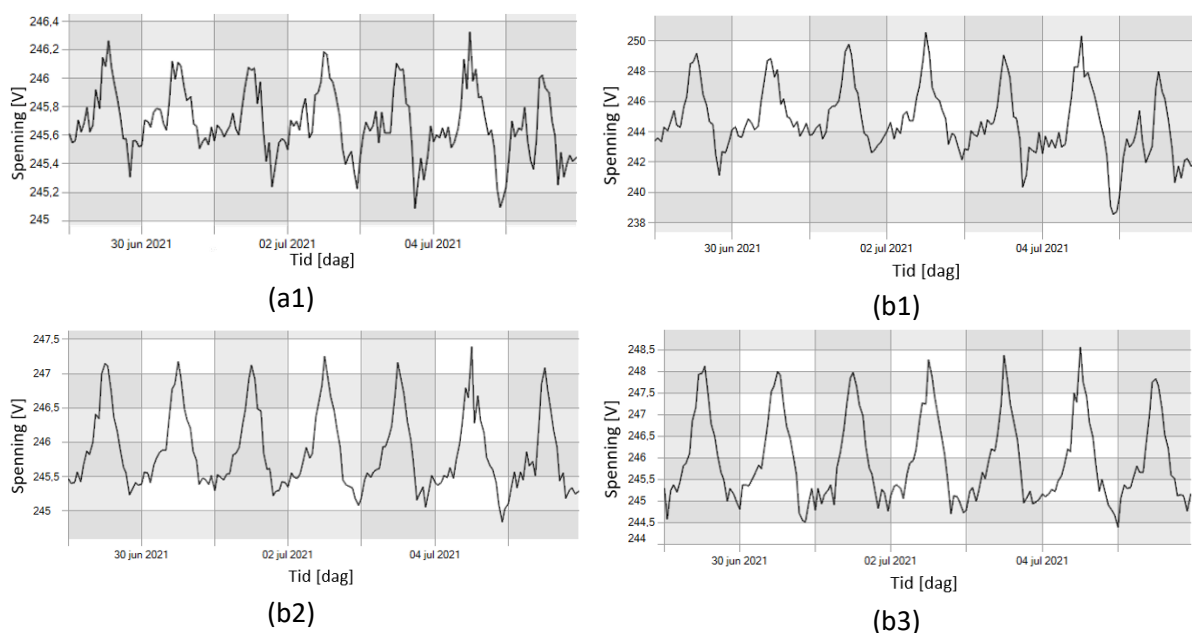 246,4
246,2
246
245,8
245,6
245,4
245,2
245
Spenning [V]
30 jun 2021 02 jul 2021 04 jul 2021
Tid [dag]
(a1)
250
248
246
244
242
240
238
Spenning [V]
30 jun 2021 02 jul 2021 04 jul 2021
Tid [dag]
(b1)
247,5
247
246,5
246
245,5
245
Spenning [V]
30 jun 2021 02 jul 2021 04 jul 2021
Tid [dag]
(b2)
248,5
248
247,5
247
246,5
246
245,5
245
244,5
244
Spenning [V]
30 jun 2021 02 jul 2021 04 jul 2021
Tid [dag]
(b3)